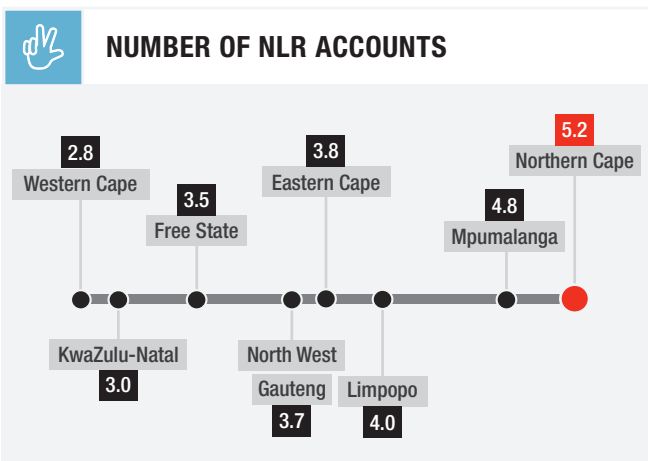 NUMBER OF NLR ACCOUNTS
2.8
Western Cape
3.5
Free State
3.8
Eastern Cape
4.8
Mpumalanga
5.2
Northern Cape
KwaZulu-Natal
3.0
North West
Gauteng
3.7
Limpopo
4.0